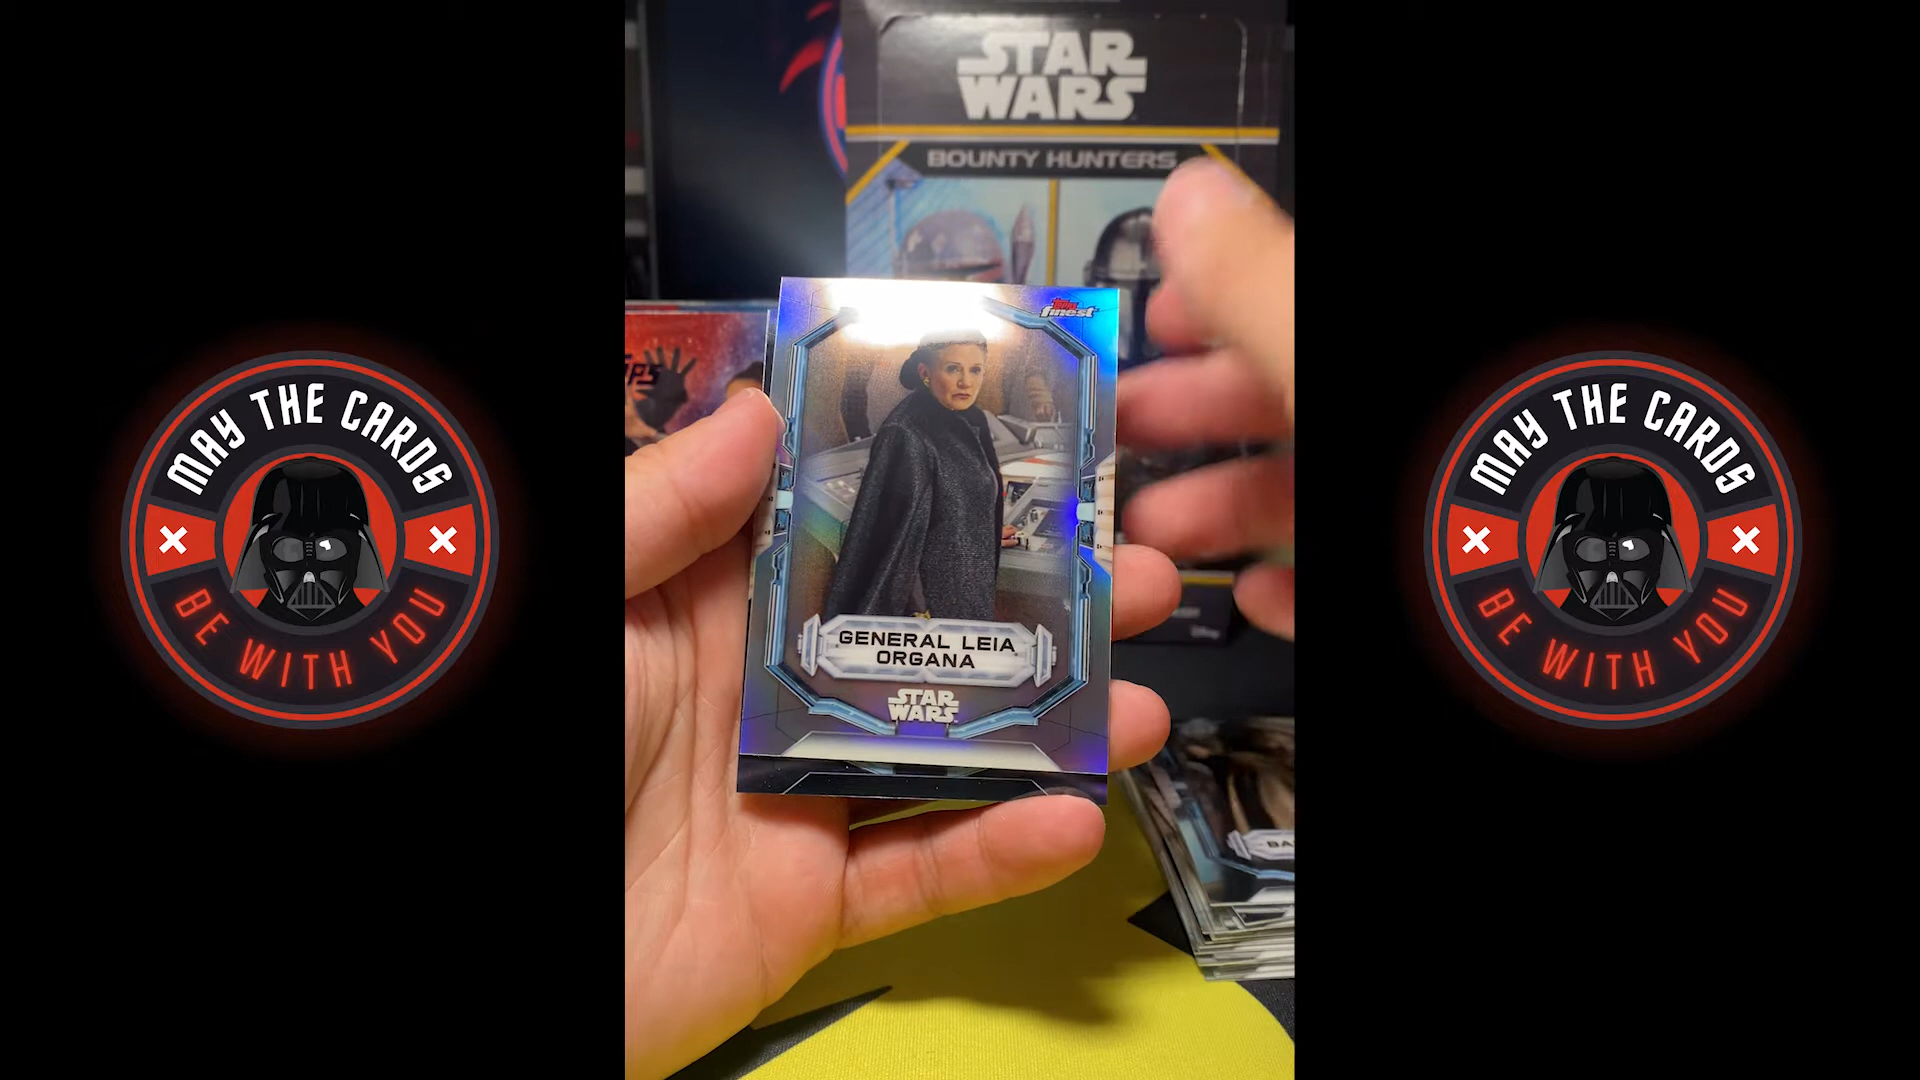 MAY THE CARDS
BE WITH YOU
STAR
WARS
BOUNTY HUNTERS
Topps
finest
GENERAL LEIA
ORGANA
STAR
WARS
BA
MAY THE CARDS
BE WITH YOU